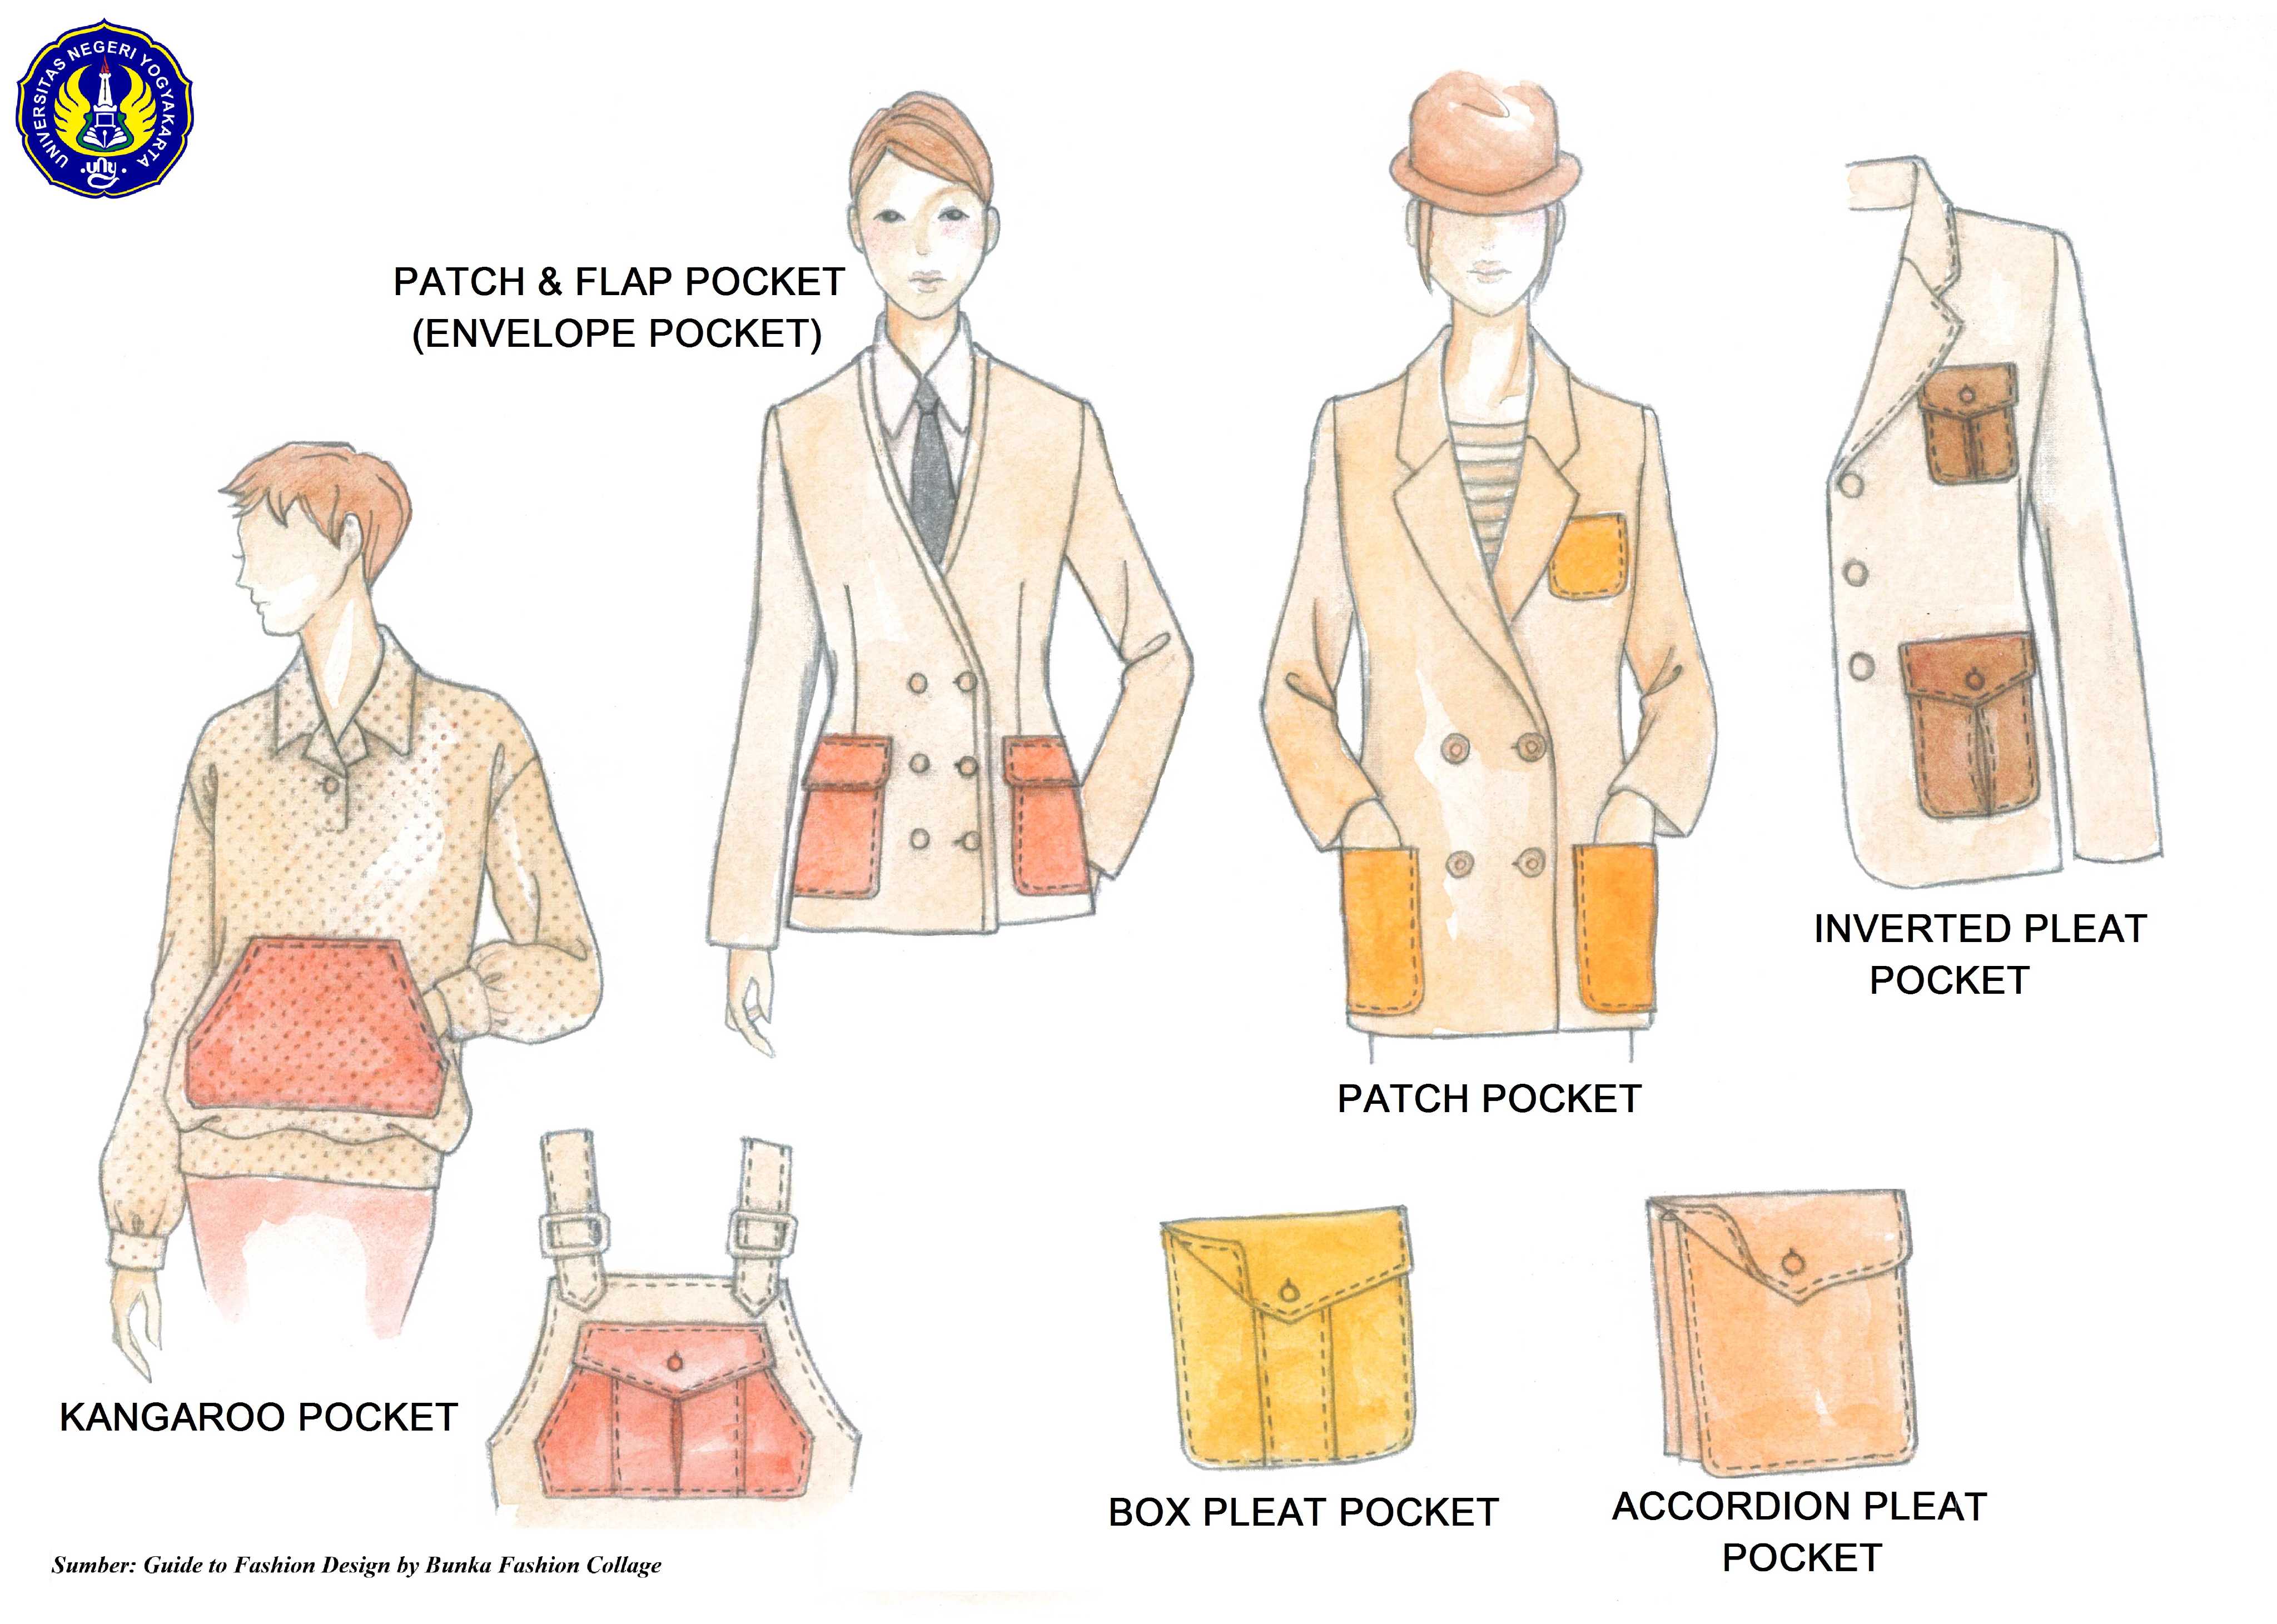 UNIVERSITAS NEGERI YOGYAKARTA
uny
PATCH & FLAP POCKET
(ENVELOPE POCKET)
INVERTED PLEAT
POCKET
PATCH POCKET
KANGAROO POCKET
BOX PLEAT POCKET
ACCORDION PLEAT
POCKET
Sumber: Guide to Fashion Design by Bunka Fashion Collage